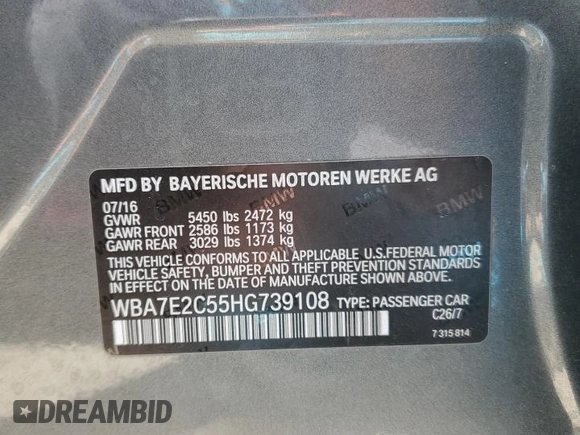 MFD BY BAYERISCHE MOTOREN WERKE AG
07/16
GVWR 5450 lbs 2472 kg
GAWR FRONT 2586 lbs 1173 kg
GAWR REAR 3029 lbs 1374 kg
THIS VEHICLE CONFORMS TO ALL APPLICABLE U.S.FEDERAL MOTOR
VEHICLE SAFETY, BUMPER AND THEFT PREVENTION STANDARDS
IN EFFECT ON THE DATE OF MANUFACTURE SHOWN ABOVE.
WBA7E2C55HG739108 TYPE: PASSENGER CAR
C26/7
7 315 814
DREAMBID